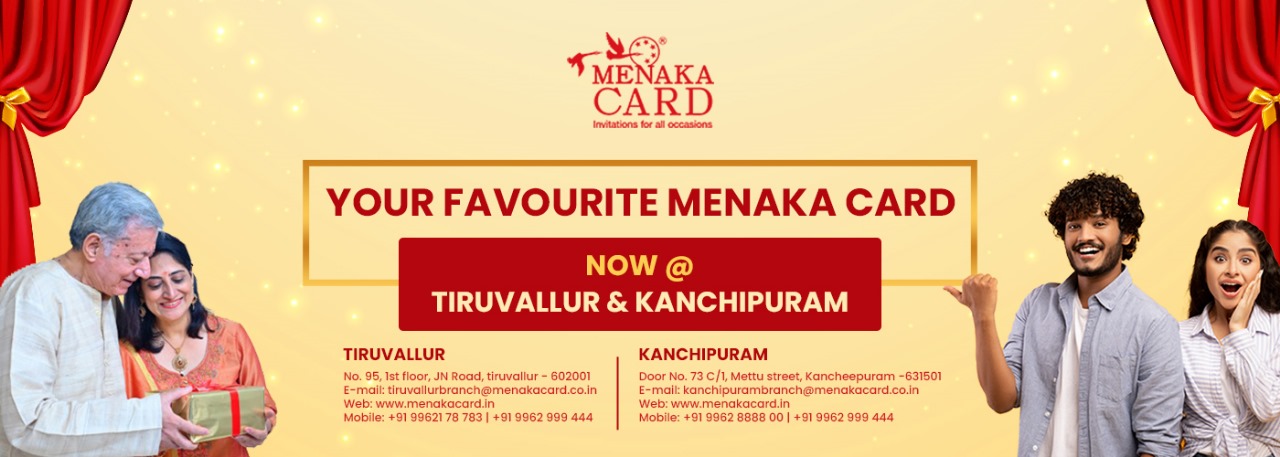 MENAKA
CARD
®
Invitations for all occasions
YOUR FAVOURITE MENAKA CARD
NOW @
TIRUVALLUR & KANCHIPURAM
TIRUVALLUR
No. 95, 1st floor, JN Road, tiruvallur - 602001
E-mail: tiruvallurbranch@menakacard.co.in
Web: www.menakacard.in
Mobile: +91 99621 78 783 | +91 9962 999 444
KANCHIPURAM
Door No. 73 C/1, Mettu street, Kancheepuram -631501
E-mail: kanchipurambranch@menakacard.co.in
Web: www.menakacard.in
Mobile: +91 9962 8888 00 | +91 9962 999 444